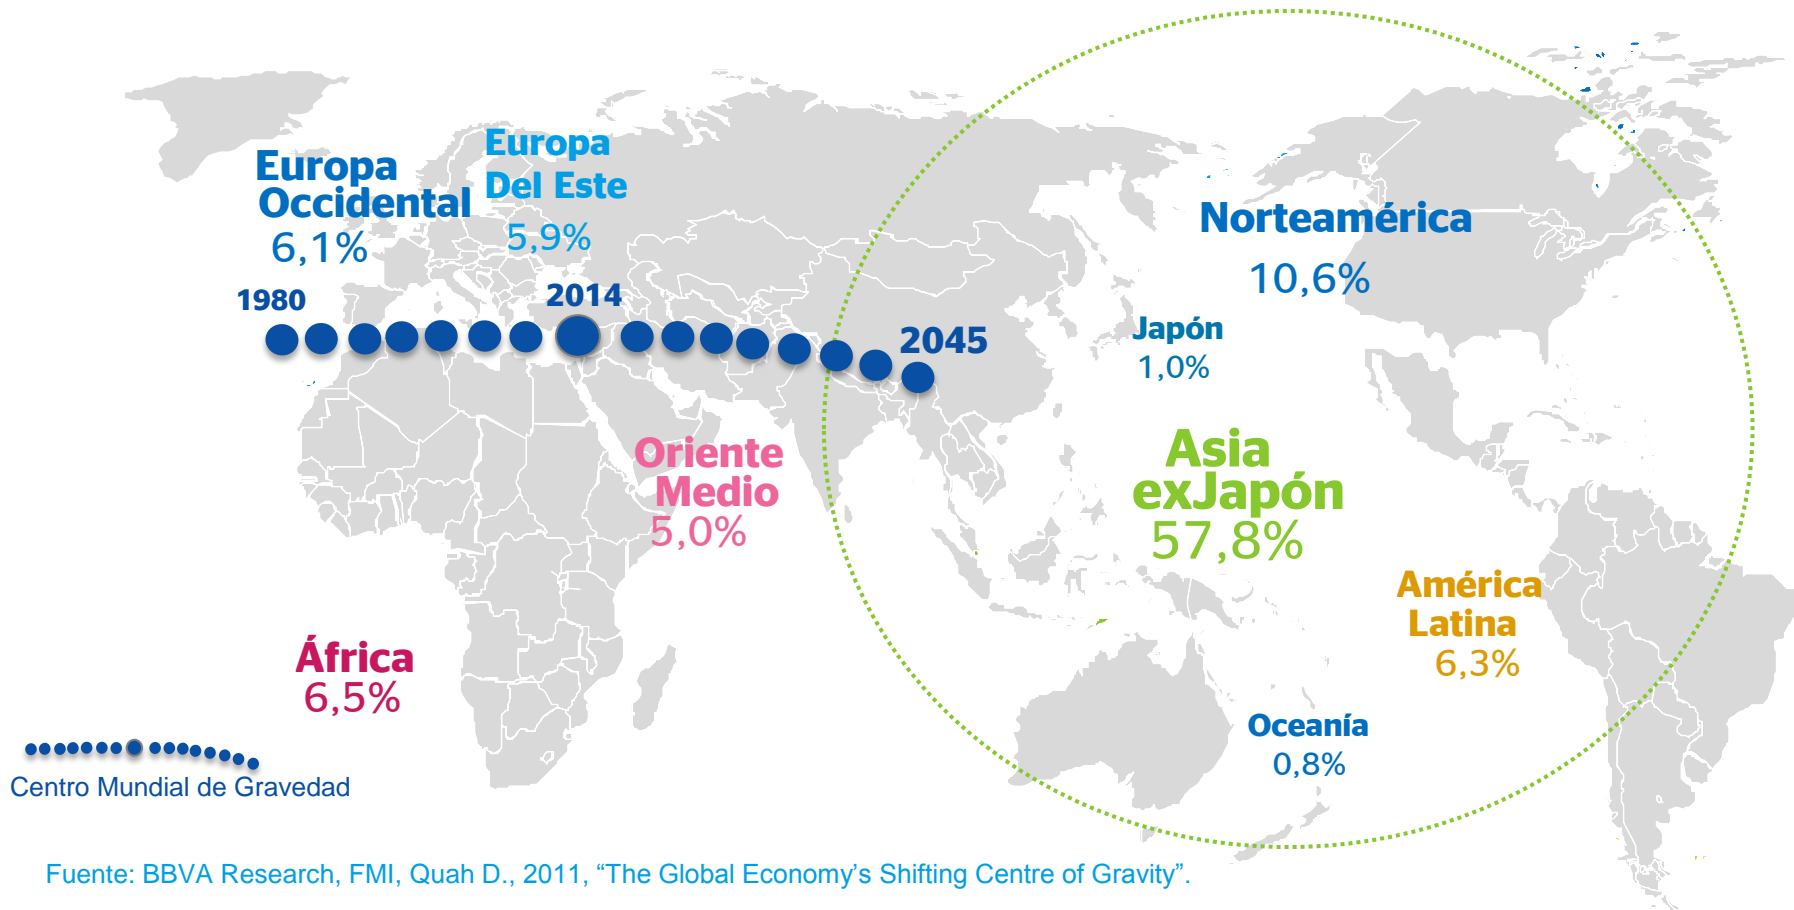 Europa
Occidental
6,1%
Europa
Del Este
5,9%
1980
2014
2045
Norteamérica
10,6%
Japón
1,0%
Asia
exJapón
57,8%
Oriente
Medio
5,0%
América
Latina
6,3%
África
6,5%
Oceanía
0,8%
Centro Mundial de Gravedad
Fuente: BBVA Research, FMI, Quah D., 2011, “The Global Economy’s Shifting Centre of Gravity”.